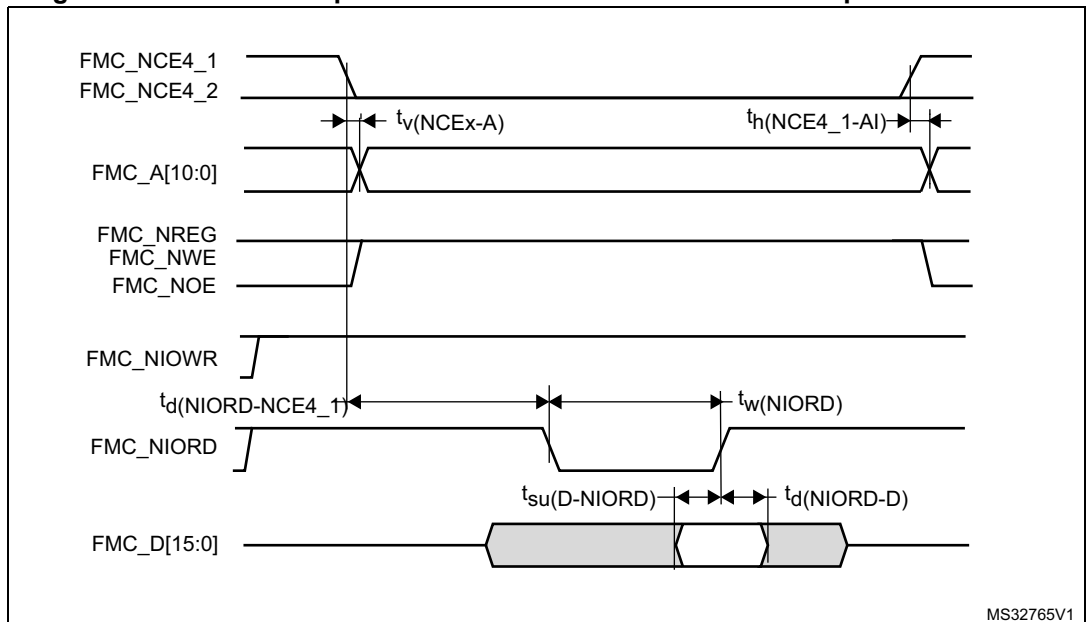 FMC_NCE4_1
FMC_NCE4_2
tv(NCEx-A)
th(NCE4_1-AI)
FMC_A[10:0]
FMC_NREG
FMC_NWE
FMC_NOE
FMC_NIOWR
td(NIORD-NCE4_1)
tw(NIORD)
FMC_NIORD
tsu(D-NIORD)
td(NIORD-D)
FMC_D[15:0]
MS32765V1